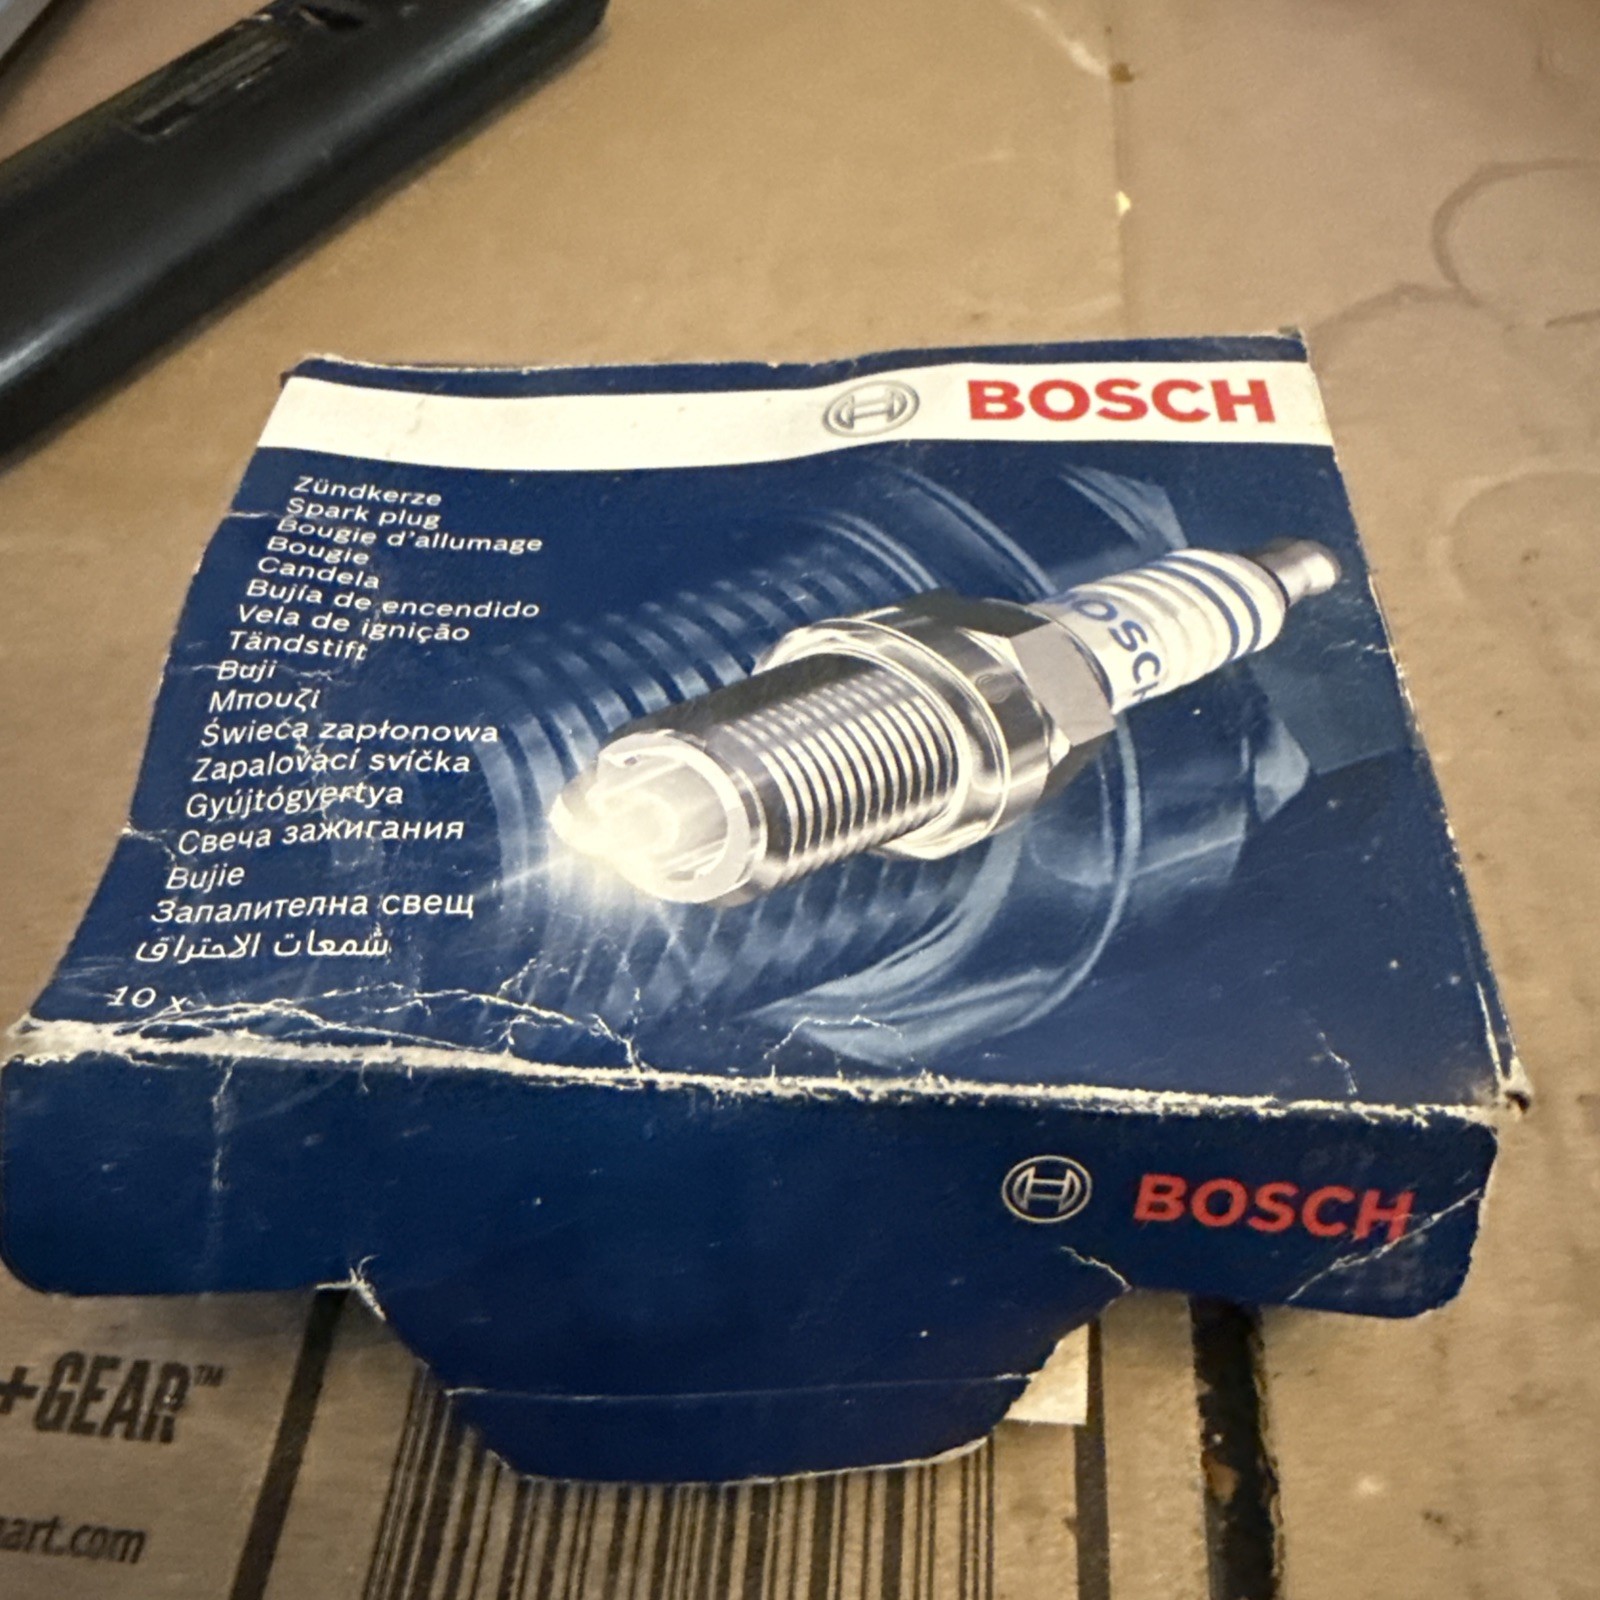 BOSCH
Zündkerze
Spark plug
Bougie d'allumage
Bougie
Candela
Bujía de encendido
Vela de ignição
Tändstift
Buji
Μπουζί
Świeca zapłonowa
Zapalovací svíčka
Gyújtógyertya
Свеча зажигания
Bujie
Запалителна свещ
شمعات الاحتراق
10 x
OSCH
BOSCH
+GEAR™
art.com